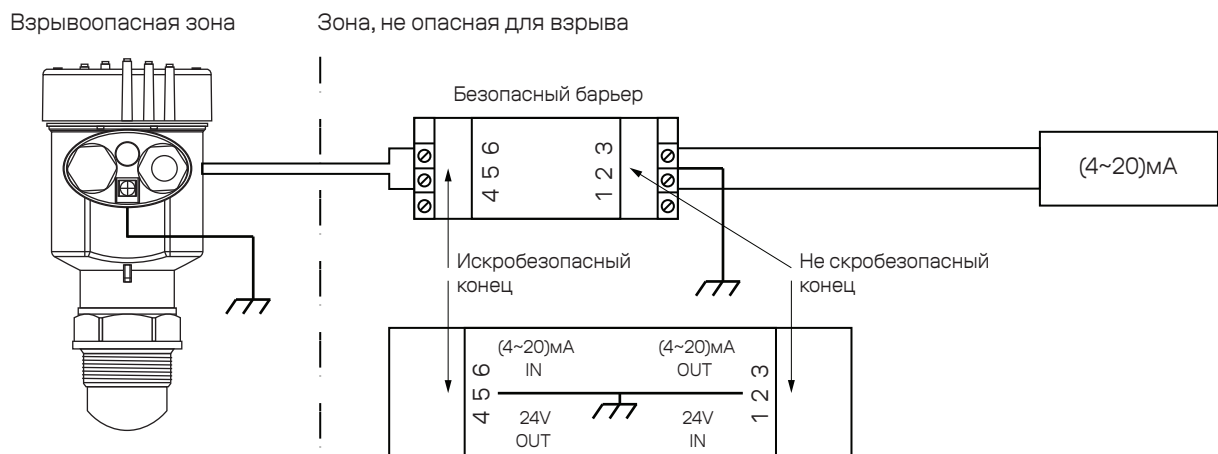 Взрывоопасная зона
Зона, не опасная для взрыва
Безопасный барьер
4 5 6
1 2 3
(4~20)мА
Искробезопасный
конец
Не скробезопасный
конец
4 5 6
(4~20)мА
IN
(4~20)мА
OUT
1 2 3
24V
OUT
24V
IN